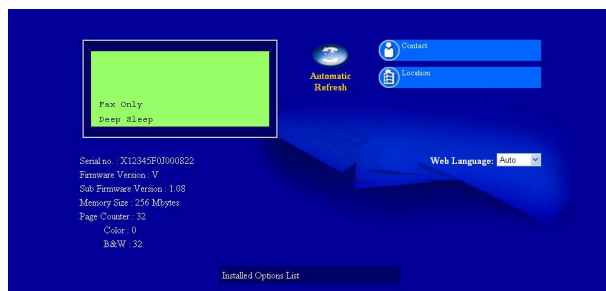 Fax Only
Deep Sleep
Automatic
Refresh
Contact
Location
Serial no. : X12345F0J000822
Firmware Version : V
Sub Firmware Version : 1.08
Memory Size : 256 Mbytes
Page Counter : 32
Color : 0
B&W : 32
Web Language: Auto
Installed Options List